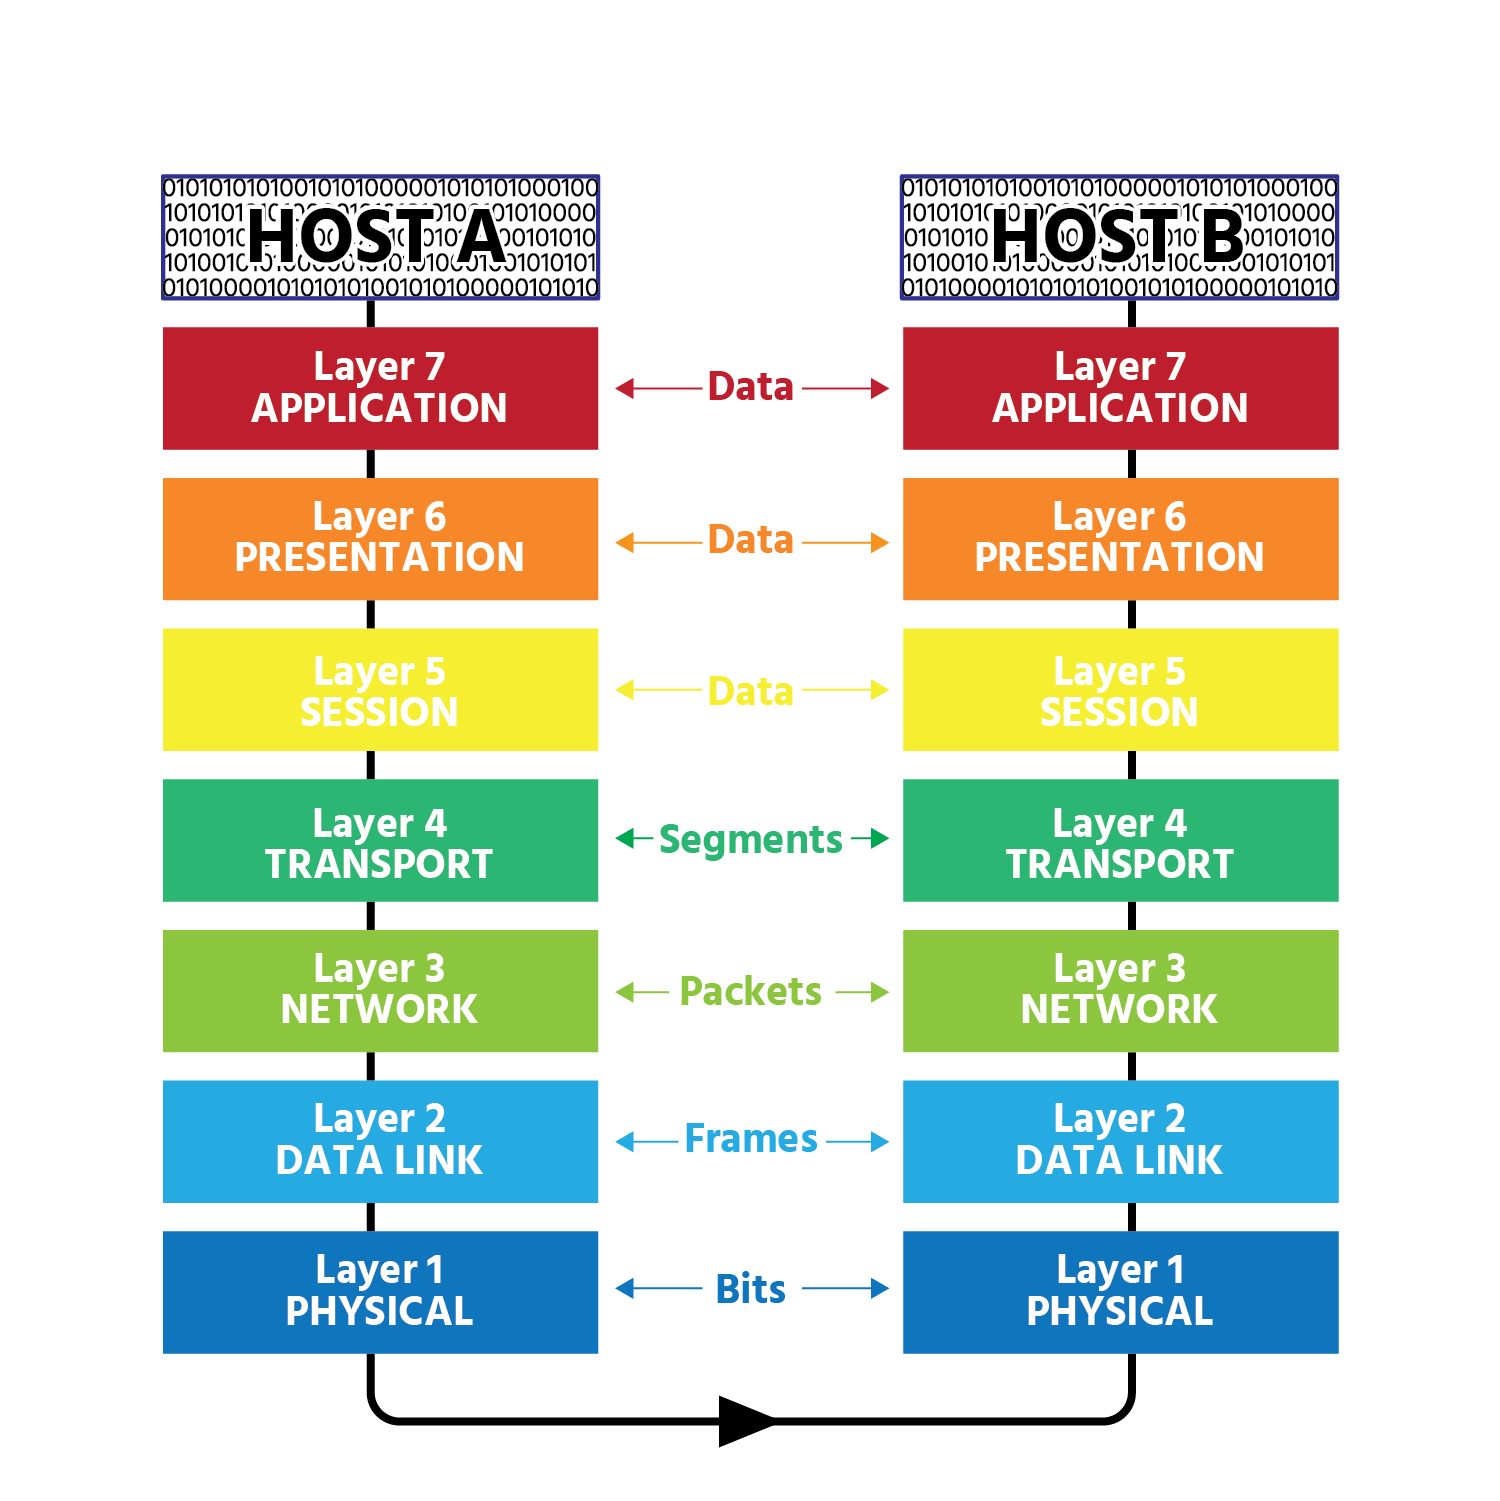 HOST A
HOST B
Layer 7
APPLICATION
Data
Layer 7
APPLICATION
Layer 6
PRESENTATION
Data
Layer 6
PRESENTATION
Layer 5
SESSION
Data
Layer 5
SESSION
Layer 4
TRANSPORT
Segments
Layer 4
TRANSPORT
Layer 3
NETWORK
Packets
Layer 3
NETWORK
Layer 2
DATA LINK
Frames
Layer 2
DATA LINK
Layer 1
PHYSICAL
Bits
Layer 1
PHYSICAL